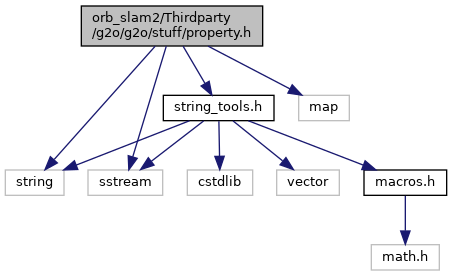 orb_slam2/Thirdparty
/g2o/g2o/stuff/property.h
string_tools.h
map
string
sstream
cstdlib
vector
macros.h
math.h